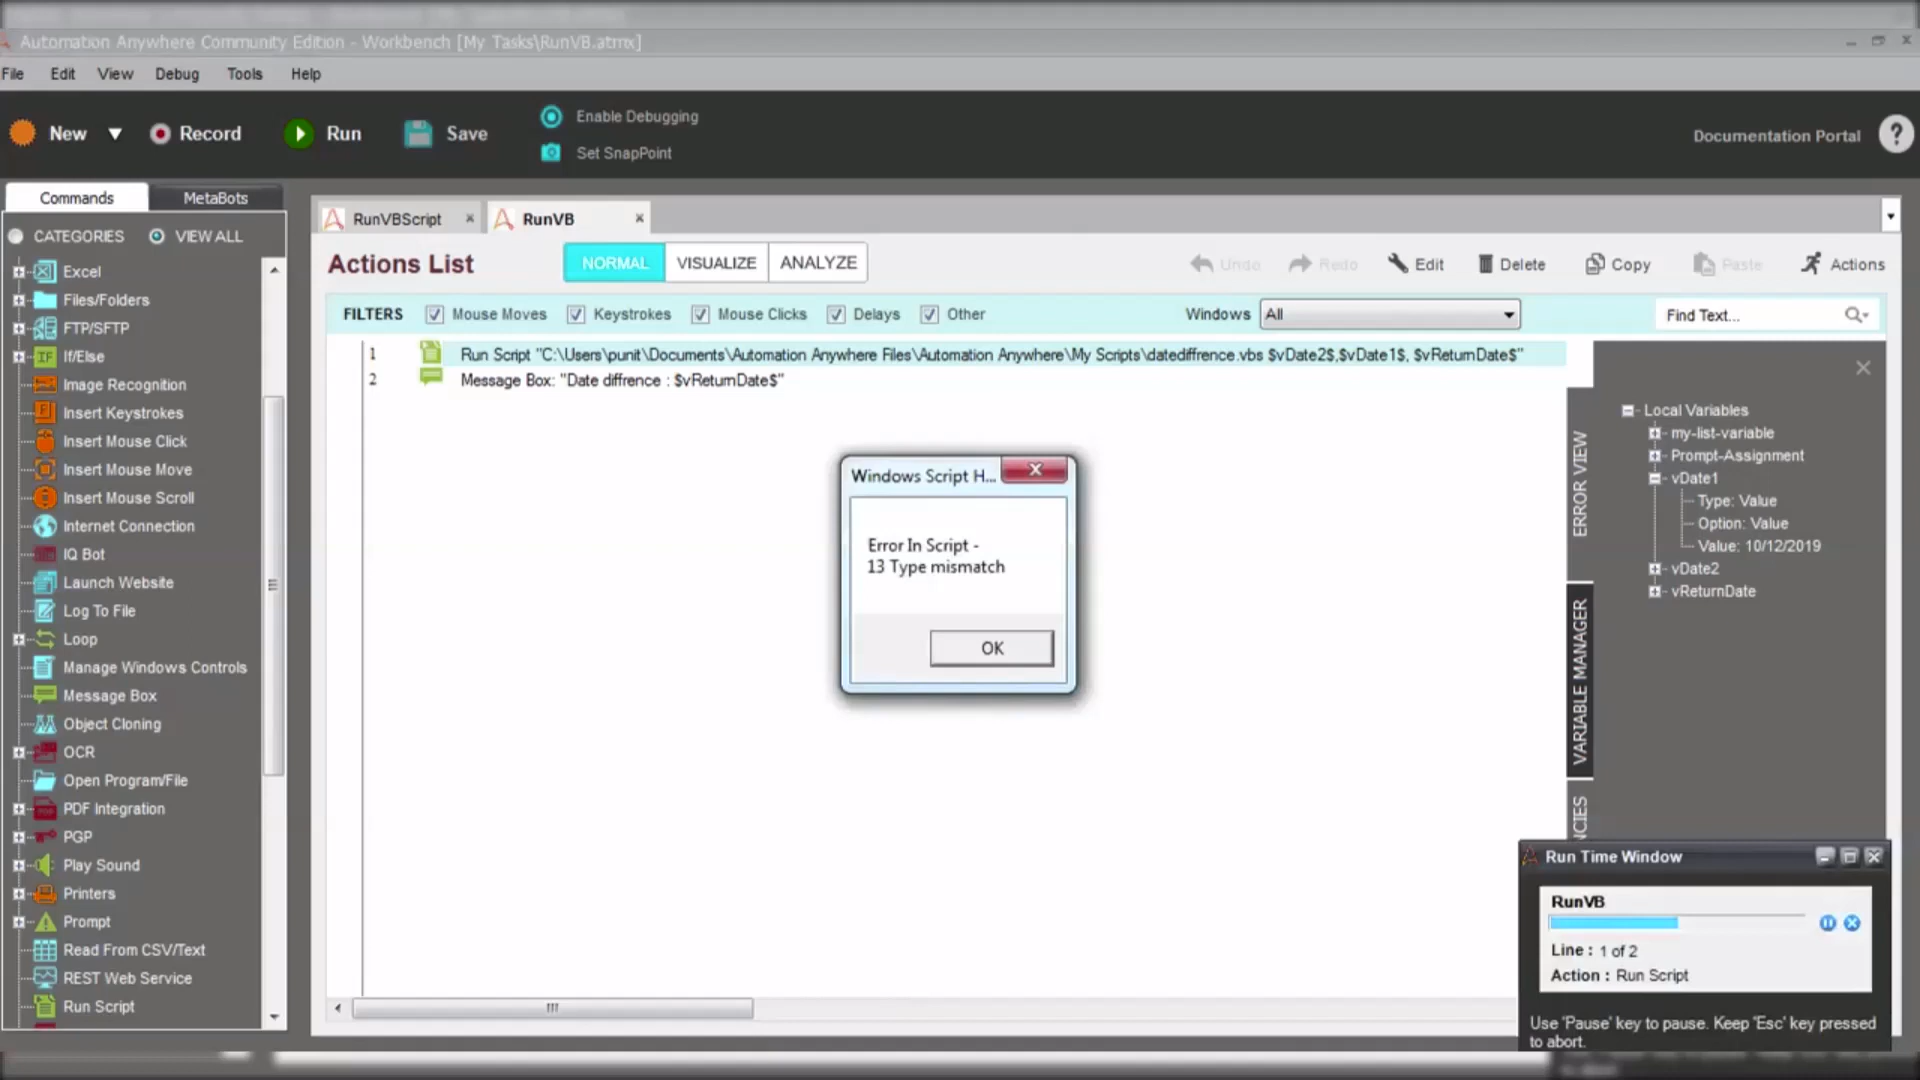 Automation Anywhere Community Edition - Workbench [My Tasks\RunVB.atmx]
File Edit View Debug Tools Help
New Record Run Save
Enable Debugging
Set SnapPoint
Documentation Portal ?
Commands MetaBots
CATEGORIES VIEW ALL
Excel
Files/Folders
FTP/SFTP
IF If/Else
Image Recognition
Insert Keystrokes
Insert Mouse Click
Insert Mouse Move
Insert Mouse Scroll
Internet Connection
IQ Bot
Launch Website
Log To File
Loop
Manage Windows Controls
Message Box
Object Cloning
OCR
Open Program/File
PDF Integration
PGP
Play Sound
Printers
Prompt
Read From CSV/Text
REST Web Service
Run Script
RunVBScript RunVB
Actions List NORMAL VISUALIZE ANALYZE Undo Redo Edit Delete Copy Paste Actions
FILTERS Mouse Moves Keystrokes Mouse Clicks Delays Other Windows All Find Text...
1 Run Script "C:\Users\punit\Documents\Automation Anywhere Files\Automation Anywhere\My Scripts\datediffrence.vbs $vDate2$,$vDate1$, $vReturnDate$"
2 Message Box: "Date diffrence : $vReturnDate$"
Windows Script H...
Error In Script -
13 Type mismatch
OK
ERROR VIEW
VARIABLE MANAGER
NCIES
Local Variables
my-list-variable
Prompt-Assignment
vDate1
Type: Value
Option: Value
Value: 10/12/2019
vDate2
vReturnDate
Run Time Window
RunVB
Line : 1 of 2
Action : Run Script
Use 'Pause' key to pause. Keep 'Esc' key pressed
to abort.